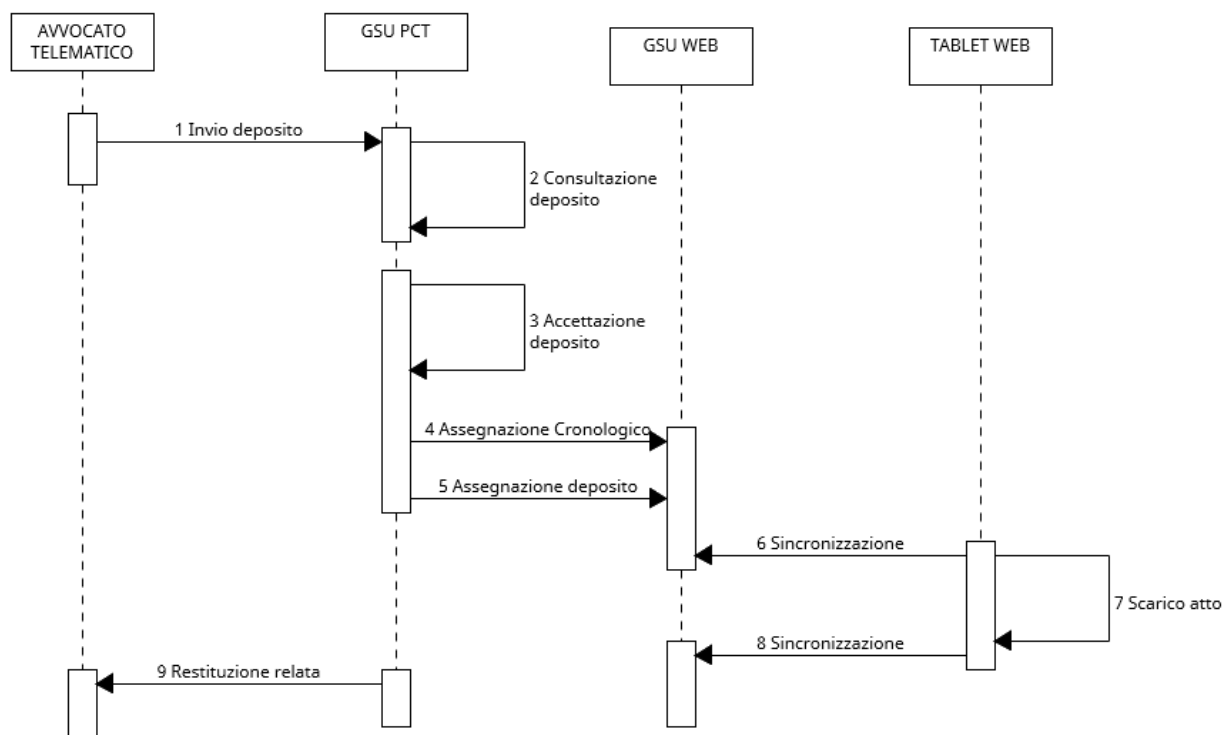 AVVOCATO
TELEMATICO
GSU PCT
GSU WEB
TABLET WEB
1 Invio deposito
2 Consultazione
deposito
3 Accettazione
deposito
4 Assegnazione Cronologico
5 Assegnazione deposito
6 Sincronizzazione
7 Scarico atto
8 Sincronizzazione
9 Restituzione relata